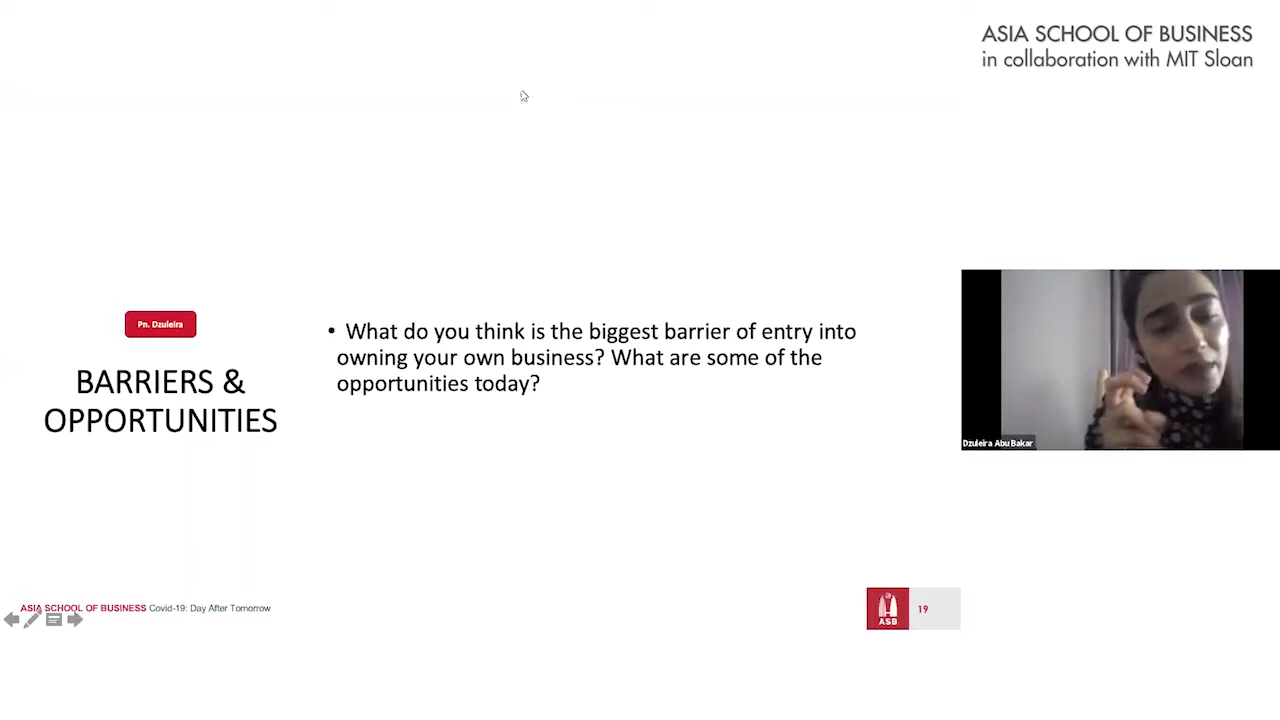 ASIA SCHOOL OF BUSINESS
in collaboration with MIT Sloan
Pn. Dzuleira
BARRIERS &
OPPORTUNITIES
• What do you think is the biggest barrier of entry into
owning your own business? What are some of the
opportunities today?
Dzuleira Abu Bakar
ASIA SCHOOL OF BUSINESS Covid-19: Day After Tomorrow
ASB
19